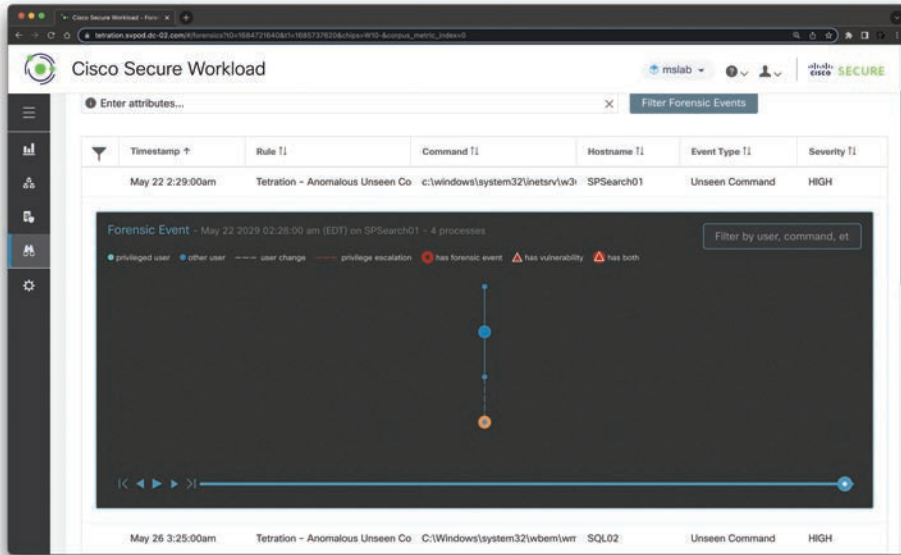 Cisco Secure Workload - Foren
tetration.svpod.dc-02.com/#/forensics?t0=1684721640&t1=1685737620&chips=W10-&corpus_metric_index=0
Cisco Secure Workload
mslab
cisco SECURE
Enter attributes...
Filter Forensic Events
Timestamp ↑ Rule ↑↓ Command ↑↓ Hostname ↑↓ Event Type ↑↓ Severity ↑↓
May 22 2:29:00am Tetration - Anomalous Unseen Co c:\windows\system32\inetsrv\w3 SPSearch01 Unseen Command HIGH
Forensic Event - May 22 2029 02:28:00 am (EDT) on SPSearch01 - 4 processes
Filter by user, command, et
privileged user other user user change privilege escalation has forensic event has vulnerability has both
May 26 3:25:00am Tetration - Anomalous Unseen Co C:\Windows\system32\wbem\wm SQL02 Unseen Command HIGH